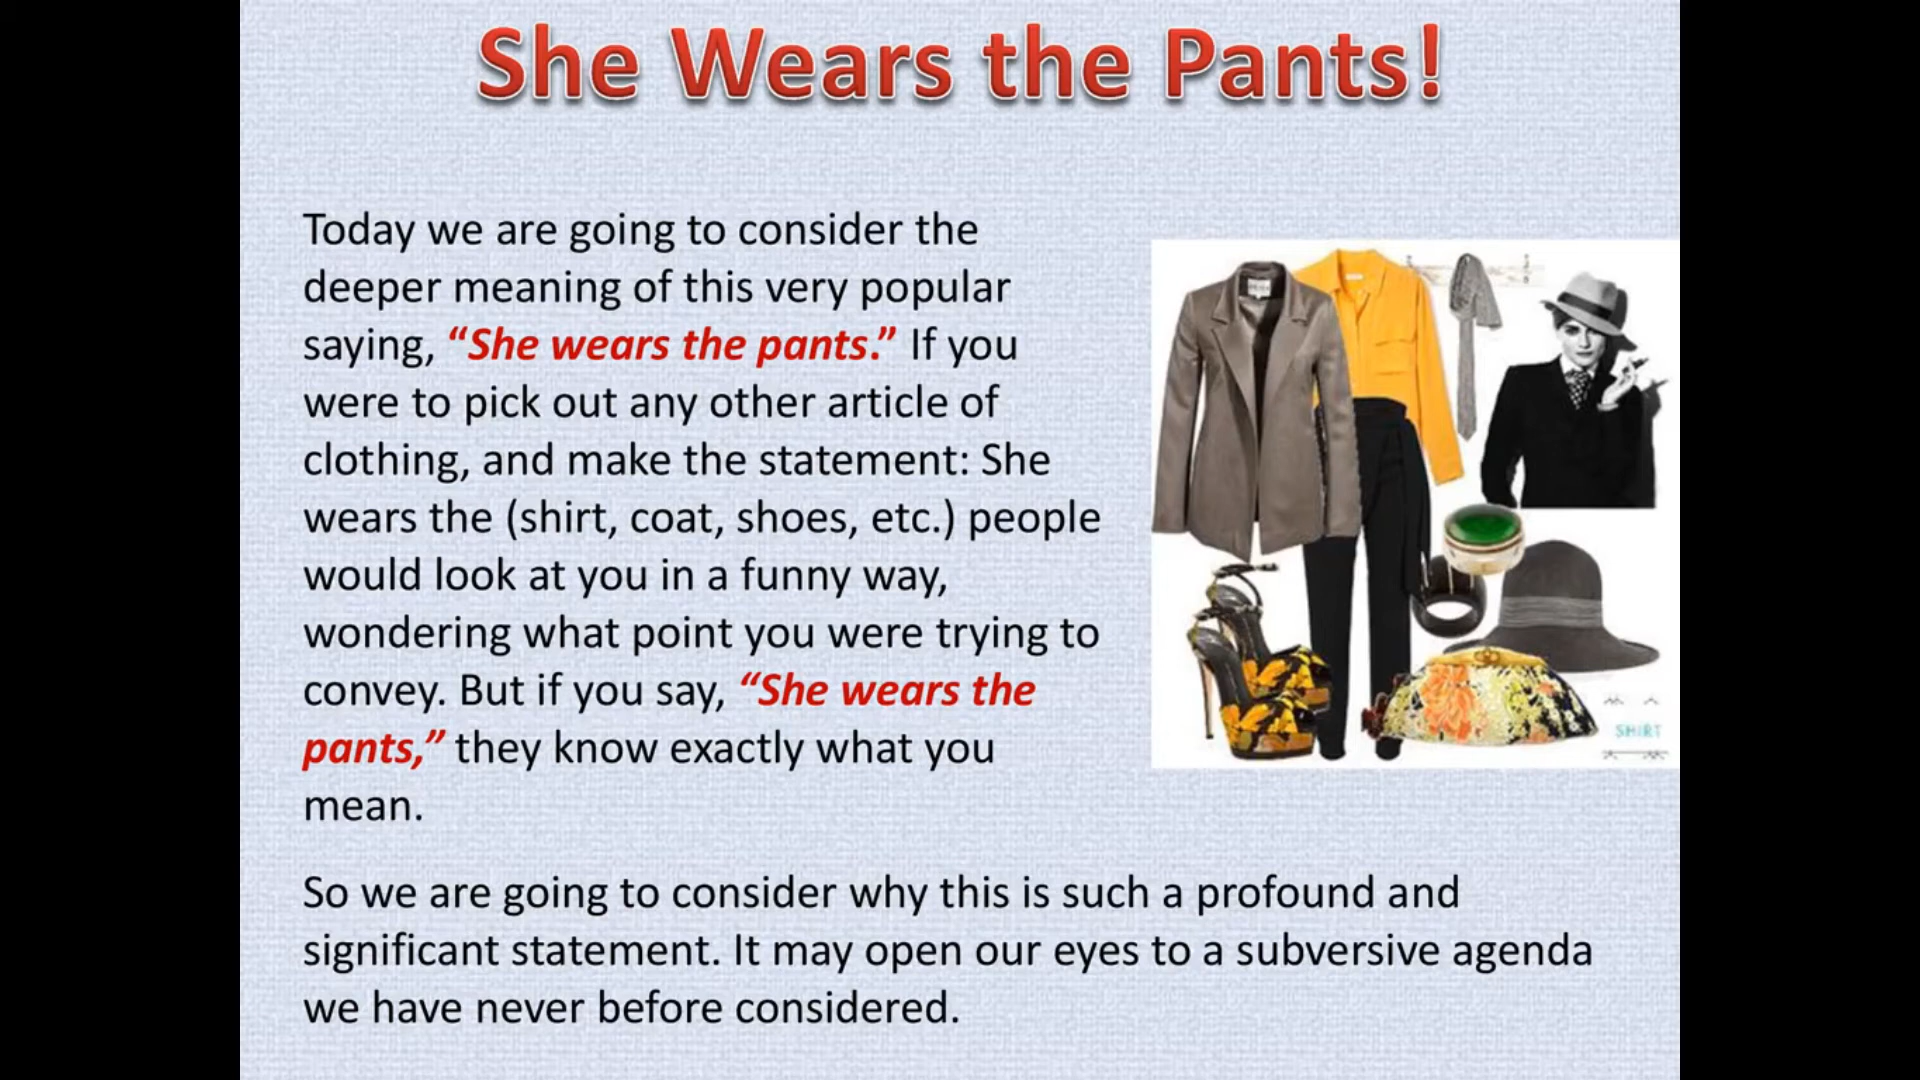 She Wears the Pants!
Today we are going to consider the
deeper meaning of this very popular
saying, “She wears the pants.” If you
were to pick out any other article of
clothing, and make the statement: She
wears the (shirt, coat, shoes, etc.) people
would look at you in a funny way,
wondering what point you were trying to
convey. But if you say, “She wears the
pants,” they know exactly what you
mean.
SHIRT
So we are going to consider why this is such a profound and
significant statement. It may open our eyes to a subversive agenda
we have never before considered.